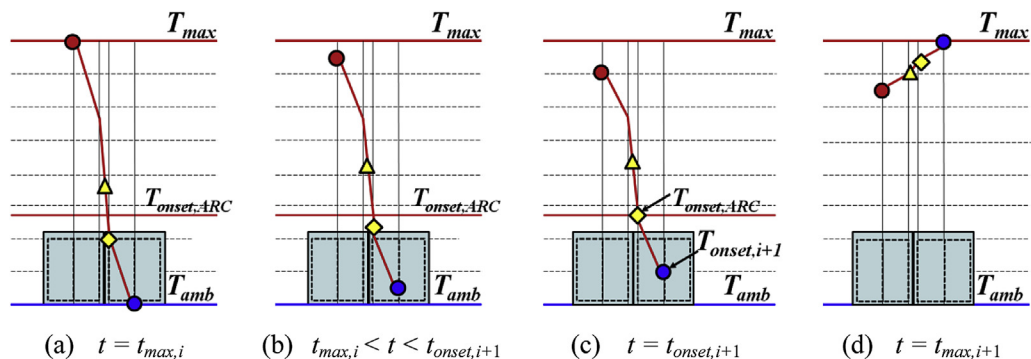 T_max T_max T_max T_max
T_onset,ARC T_onset,ARC T_onset,ARC
T_onset,i+1
T_amb T_amb T_amb T_amb
(a) t = t_max,i (b) t_max,i < t < t_onset,i+1 (c) t = t_onset,i+1 (d) t = t_max,i+1